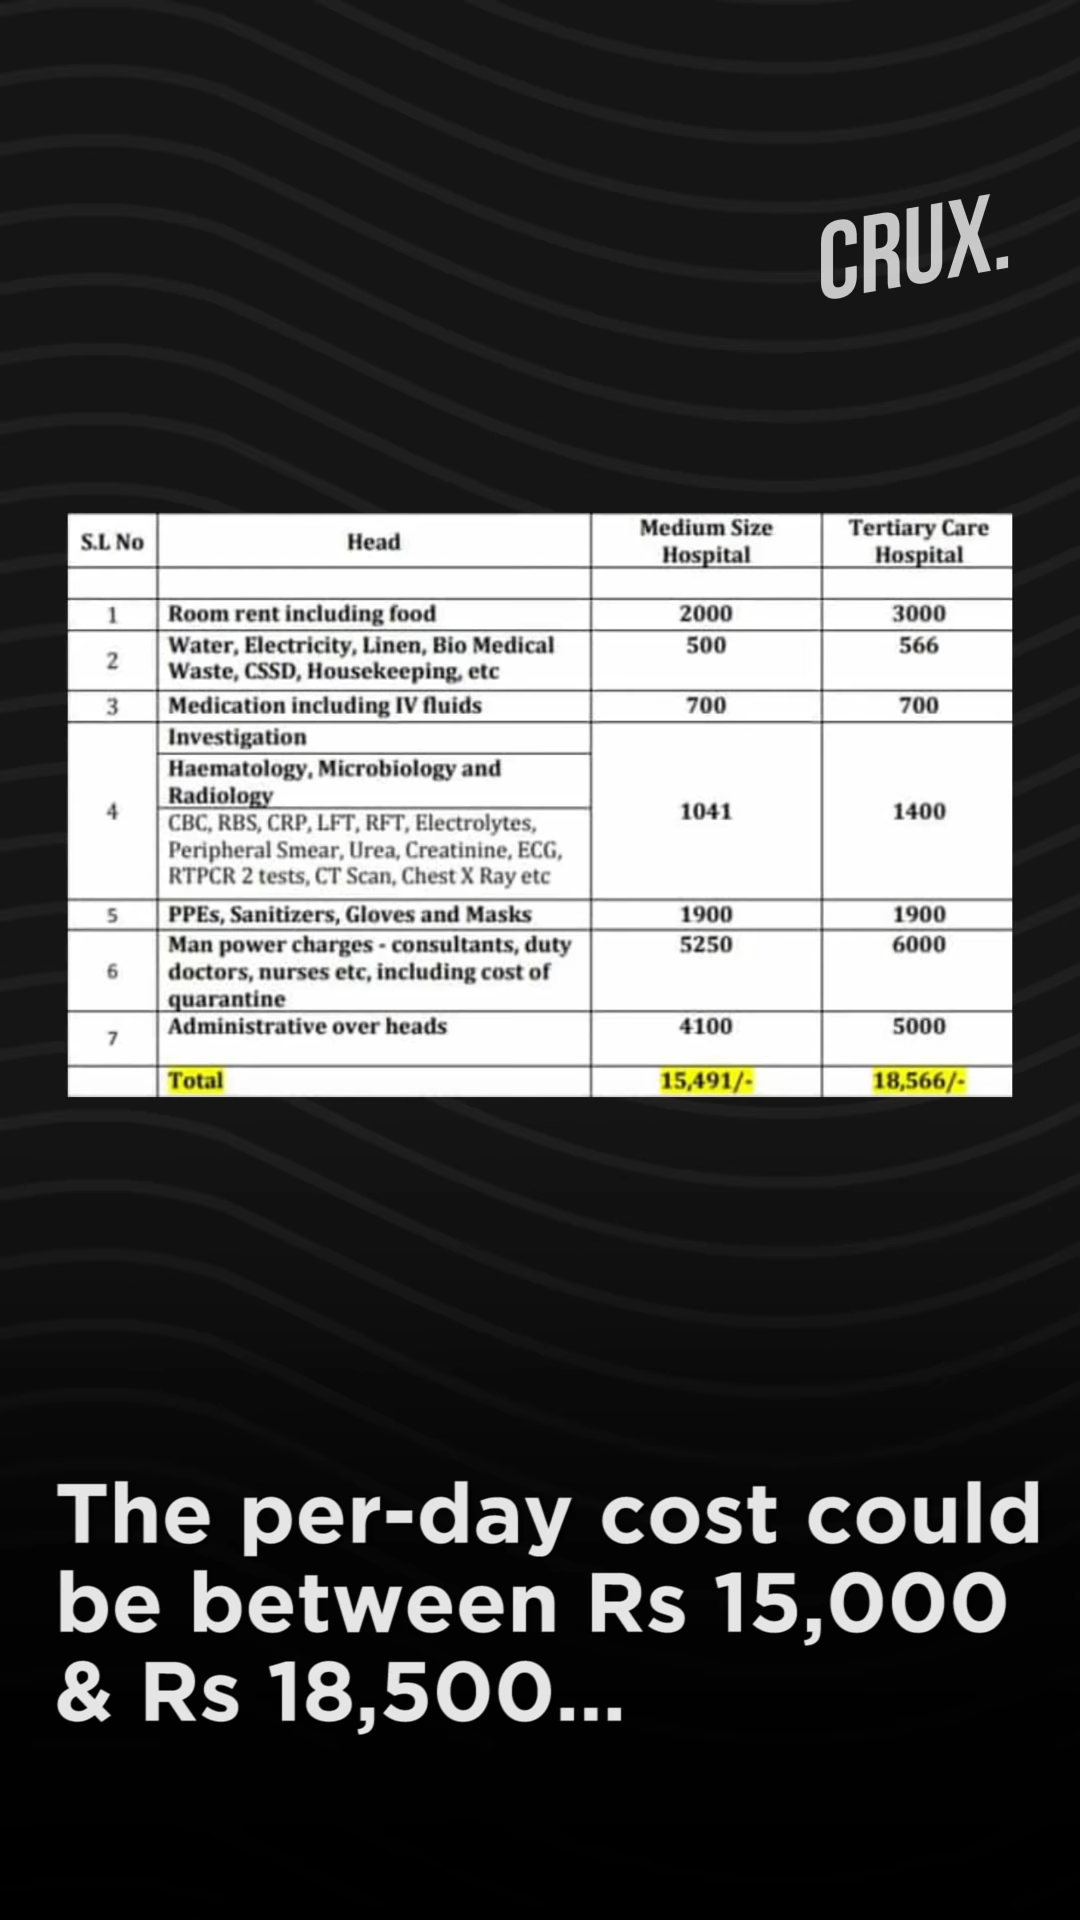 CRUX.
S.L No Head Medium Size Hospital Tertiary Care Hospital
1 Room rent including food 2000 3000
2 Water, Electricity, Linen, Bio Medical 500 566
Waste, CSSD, Housekeeping, etc
3 Medication including IV fluids 700 700
Investigation
Haematology, Microbiology and
Radiology
4 1041 1400
CBC, RBS, CRP, LFT, RFT, Electrolytes,
Peripheral Smear, Urea, Creatinine, ECG,
RTPCR 2 tests, CT Scan, Chest X Ray etc
5 PPEs, Sanitizers, Gloves and Masks 1900 1900
Man power charges - consultants, duty 5250 6000
6 doctors, nurses etc, including cost of
quarantine
7 Administrative over heads 4100 5000
Total 15,491/- 18,566/-
The per-day cost could
be between Rs 15,000
& Rs 18,500...